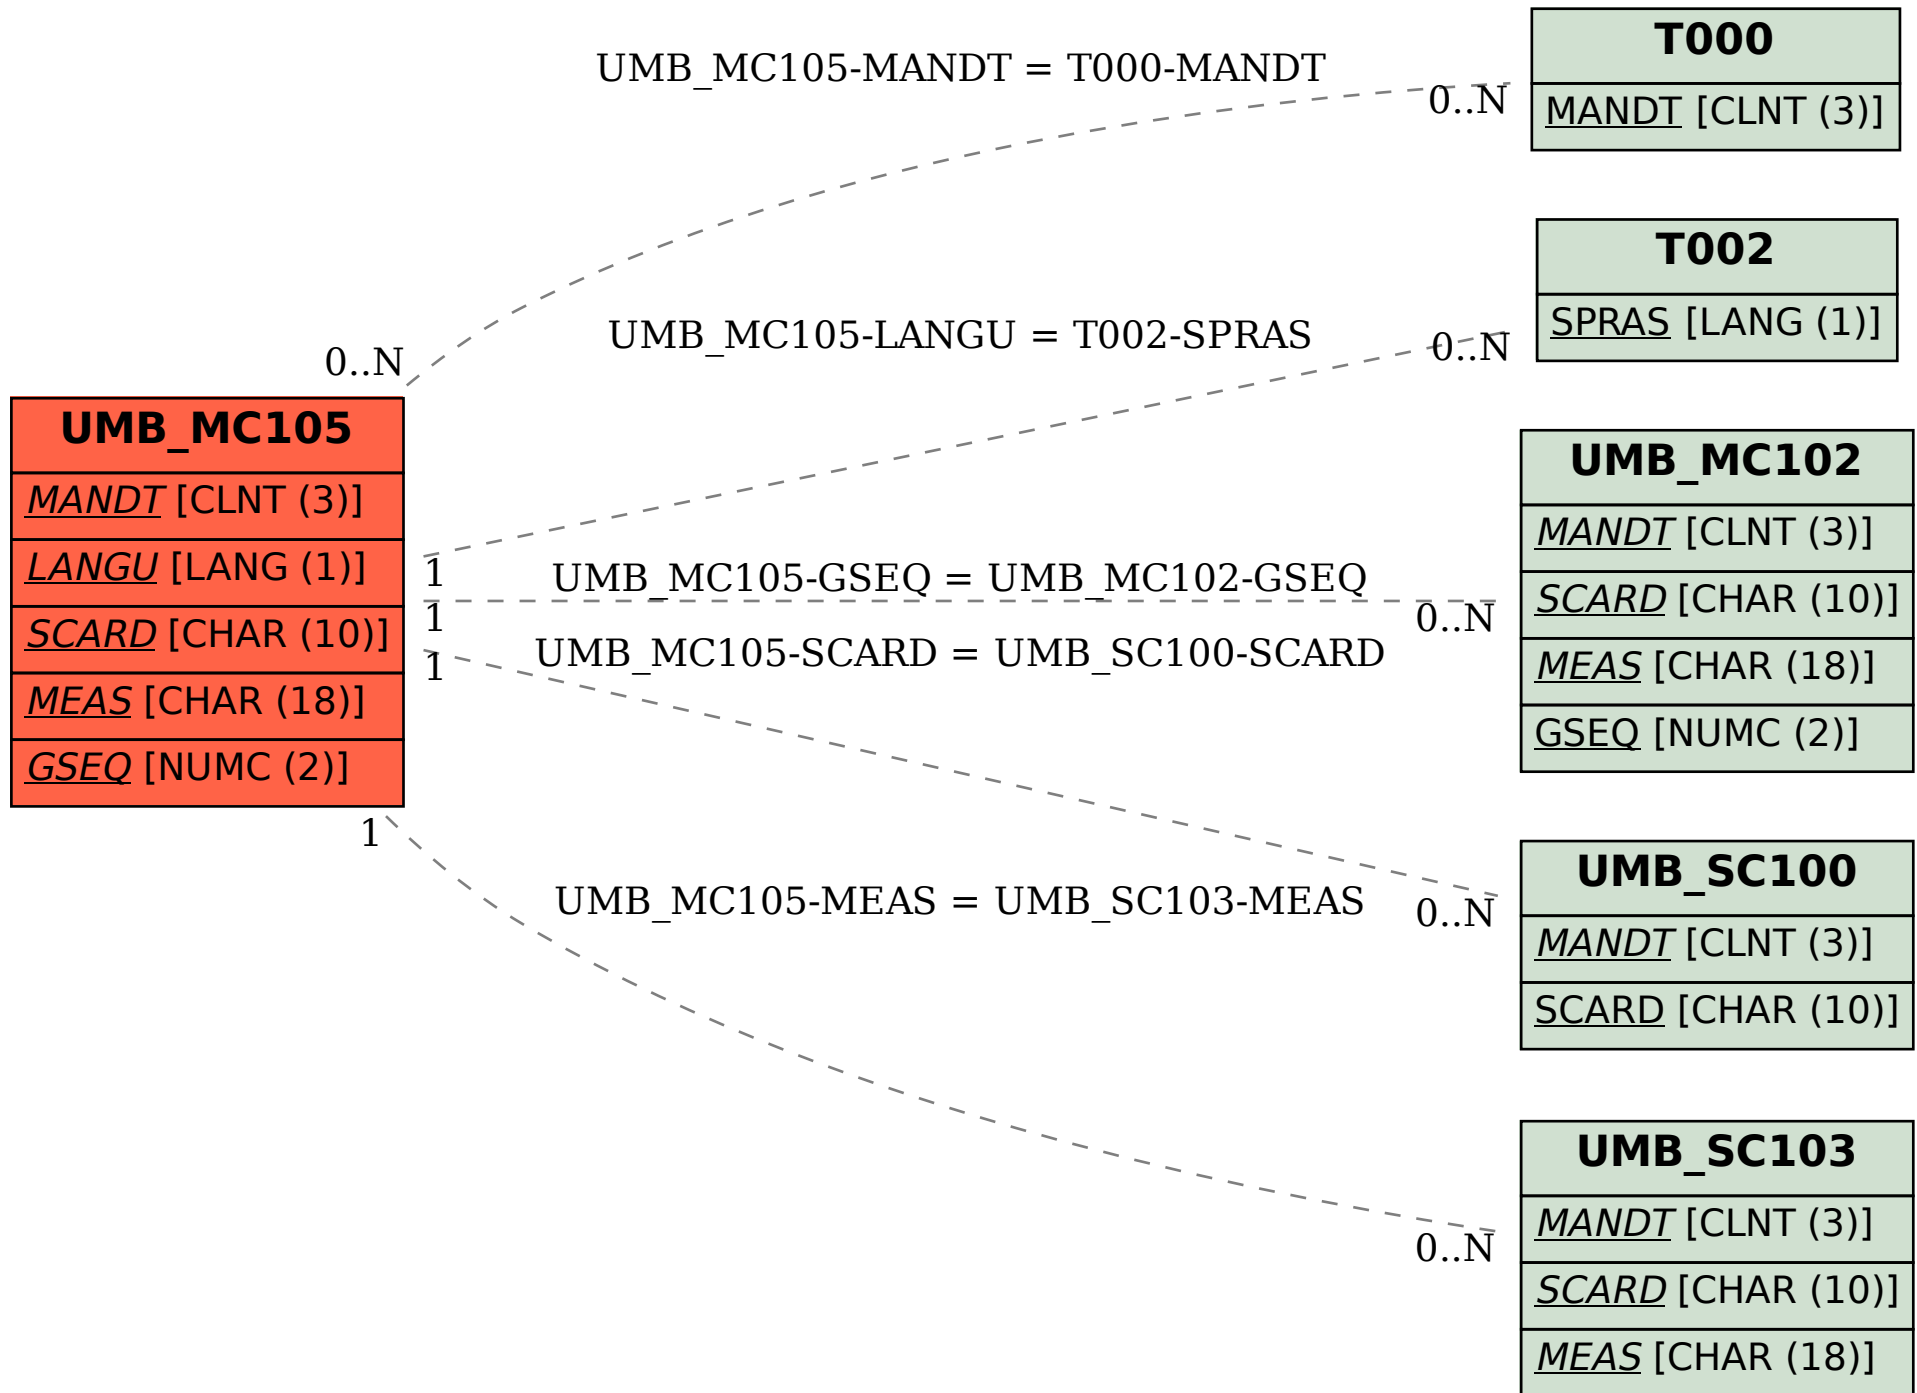 UMB_MC105-MANDT = T000-MANDT
0..N
T000
MANDT [CLNT (3)]
T002
SPRAS [LANG (1)]
UMB_MC105-LANGU = T002-SPRAS
0..N
0..N
UMB_MC105
MANDT [CLNT (3)]
LANGU [LANG (1)]
SCARD [CHAR (10)]
MEAS [CHAR (18)]
GSEQ [NUMC (2)]
1
1
1
1
UMB_MC105-GSEQ = UMB_MC102-GSEQ
0..N
UMB_MC105-SCARD = UMB_SC100-SCARD
UMB_MC102
MANDT [CLNT (3)]
SCARD [CHAR (10)]
MEAS [CHAR (18)]
GSEQ [NUMC (2)]
UMB_MC105-MEAS = UMB_SC103-MEAS
0..N
UMB_SC100
MANDT [CLNT (3)]
SCARD [CHAR (10)]
0..N
UMB_SC103
MANDT [CLNT (3)]
SCARD [CHAR (10)]
MEAS [CHAR (18)]